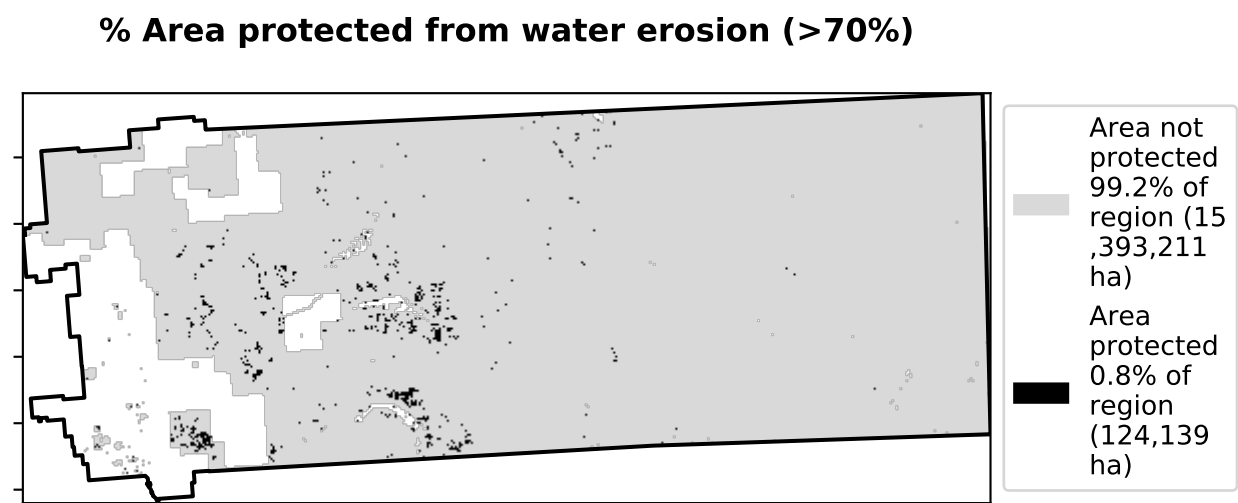 % Area protected from water erosion (>70%)
Area not
protected
99.2% of
region (15
,393,211
ha)
Area
protected
0.8% of
region
(124,139
ha)